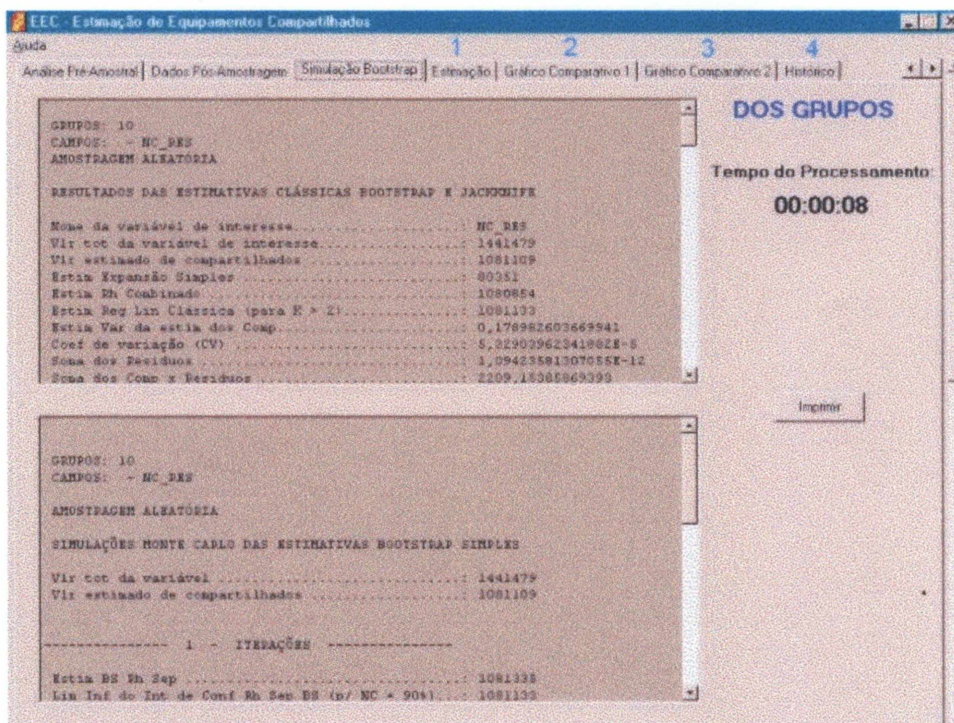 EEC - Estimação de Equipamentos Compartilhados
Ajuda
1 2 3 4
Análise Pré-Amostral Dados Pós-Amostragem Simulação Bootstrap Estimação Gráfico Comparativo 1 Gráfico Comparativo 2 Histórico
DOS GRUPOS
Tempo do Processamento:
00:00:08
Imprimir
GRUPOS: 10
CAMPOS: - NC_RES
AMOSTRAGEM ALEATÓRIA
RESULTADOS DAS ESTIMATIVAS CLÁSSICAS BOOTSTRAP E JACKKNIFE
Nome da variável de interesse...................: NC_RES
Vlr tot da variável de interesse................: 1441479
Vlr estimado de compartilhados .................: 1081109
Estim Expansão Simples .........................: 80351
Estim Rh Combinado .............................: 1080854
Estim Reg Lin Clássica (para H > 2).............: 1081133
Estim Var da estim dos Comp.....................: 0,178982603669941
Coef de variação (CV) ..........................:
Soma dos Resíduos ..............................: 1,09423581307055E-12
Soma dos Comp x Resíduos .......................: 2209,15385869393
GRUPOS: 10
CAMPOS: - NC_RES
AMOSTRAGEM ALEATÓRIA
SIMULAÇÕES MONTE CARLO DAS ESTIMATIVAS BOOTSTRAP SIMPLES
Vlr tot da variável ............................: 1441479
Vlr estimado de compartilhados .................: 1081109
--------------- 1 - ITERAÇÕES ---------------
Estim BS Rh Sep ................................: 1081335
Lim Inf do Int de Conf Rh Sep BS (p/ NC = 90%)...: 1081133